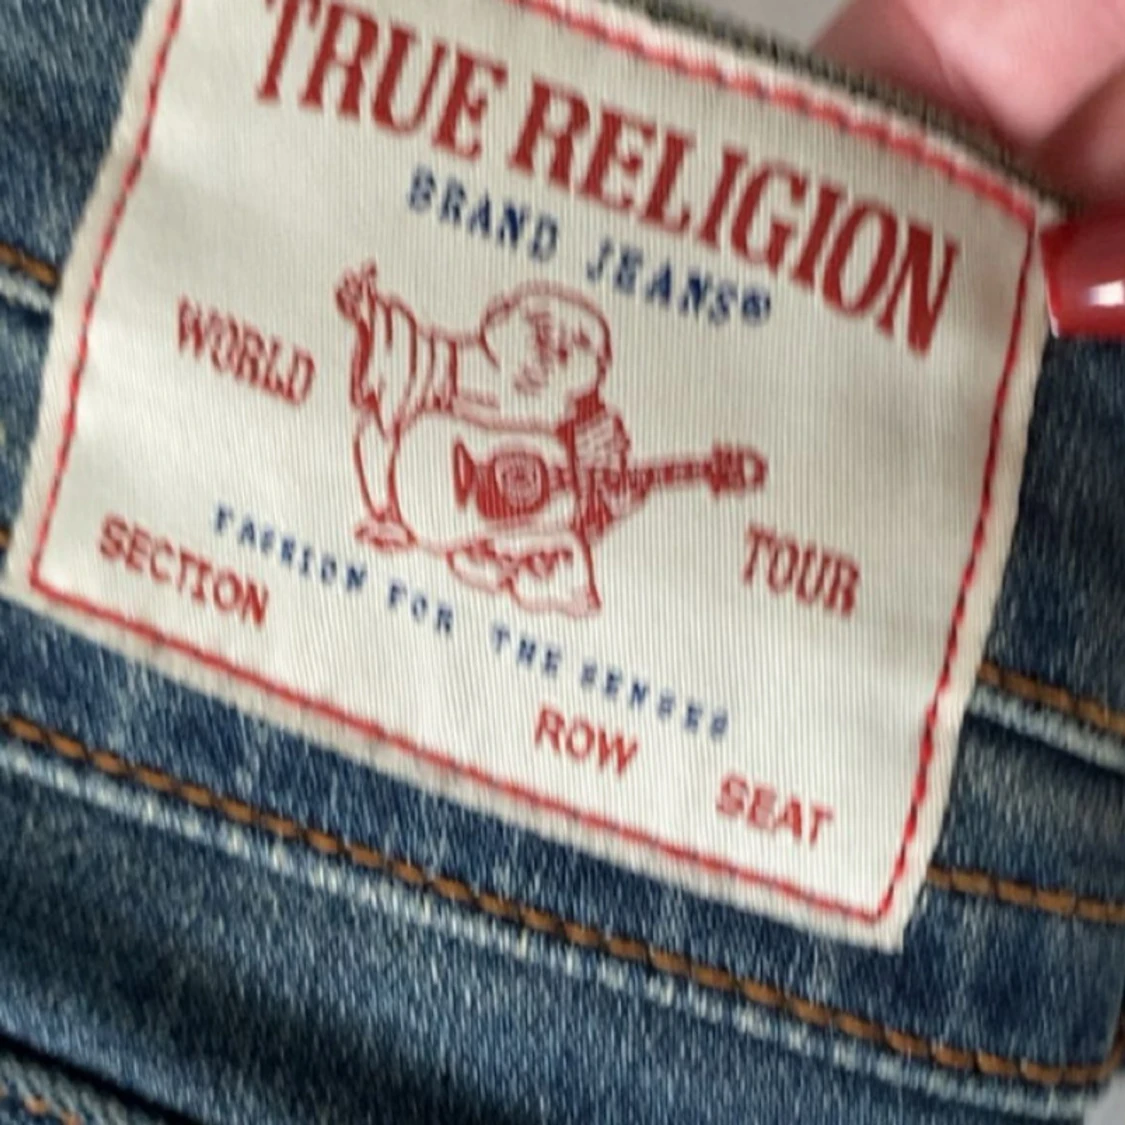 TRUE RELIGION
BRAND JEANS®
WORLD TOUR
FASHION FOR THE SENSES
SECTION ROW SEAT